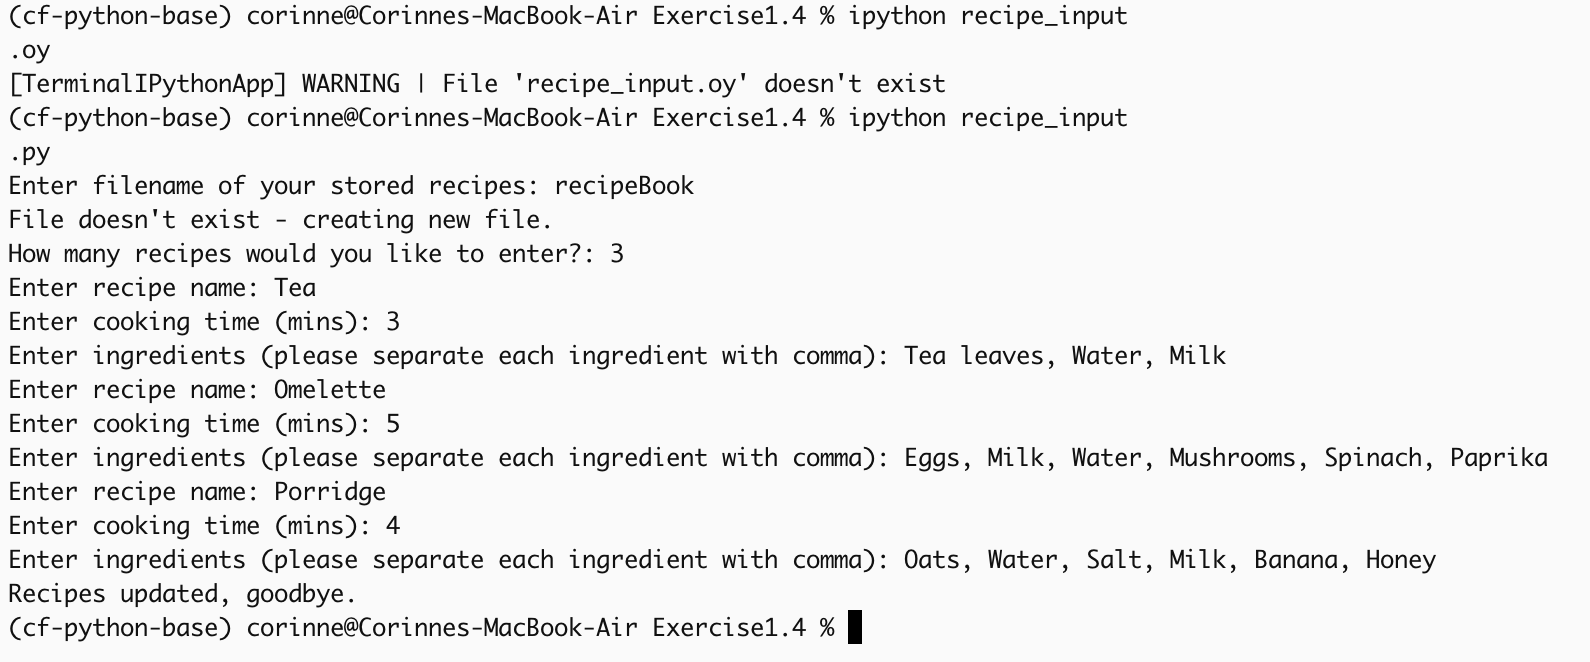 (cf-python-base) corinne@Corinnes-MacBook-Air Exercise1.4 % ipython recipe_input
.oy
[TerminalIPythonApp] WARNING | File 'recipe_input.oy' doesn't exist
(cf-python-base) corinne@Corinnes-MacBook-Air Exercise1.4 % ipython recipe_input
.py
Enter filename of your stored recipes: recipeBook
File doesn't exist - creating new file.
How many recipes would you like to enter?: 3
Enter recipe name: Tea
Enter cooking time (mins): 3
Enter ingredients (please separate each ingredient with comma): Tea leaves, Water, Milk
Enter recipe name: Omelette
Enter cooking time (mins): 5
Enter ingredients (please separate each ingredient with comma): Eggs, Milk, Water, Mushrooms, Spinach, Paprika
Enter recipe name: Porridge
Enter cooking time (mins): 4
Enter ingredients (please separate each ingredient with comma): Oats, Water, Salt, Milk, Banana, Honey
Recipes updated, goodbye.
(cf-python-base) corinne@Corinnes-MacBook-Air Exercise1.4 %